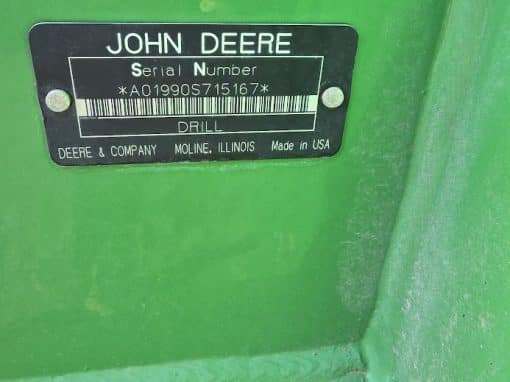 JOHN DEERE
Serial Number
*A01990S715167*
DRILL
DEERE & COMPANY MOLINE, ILLINOIS Made in USA